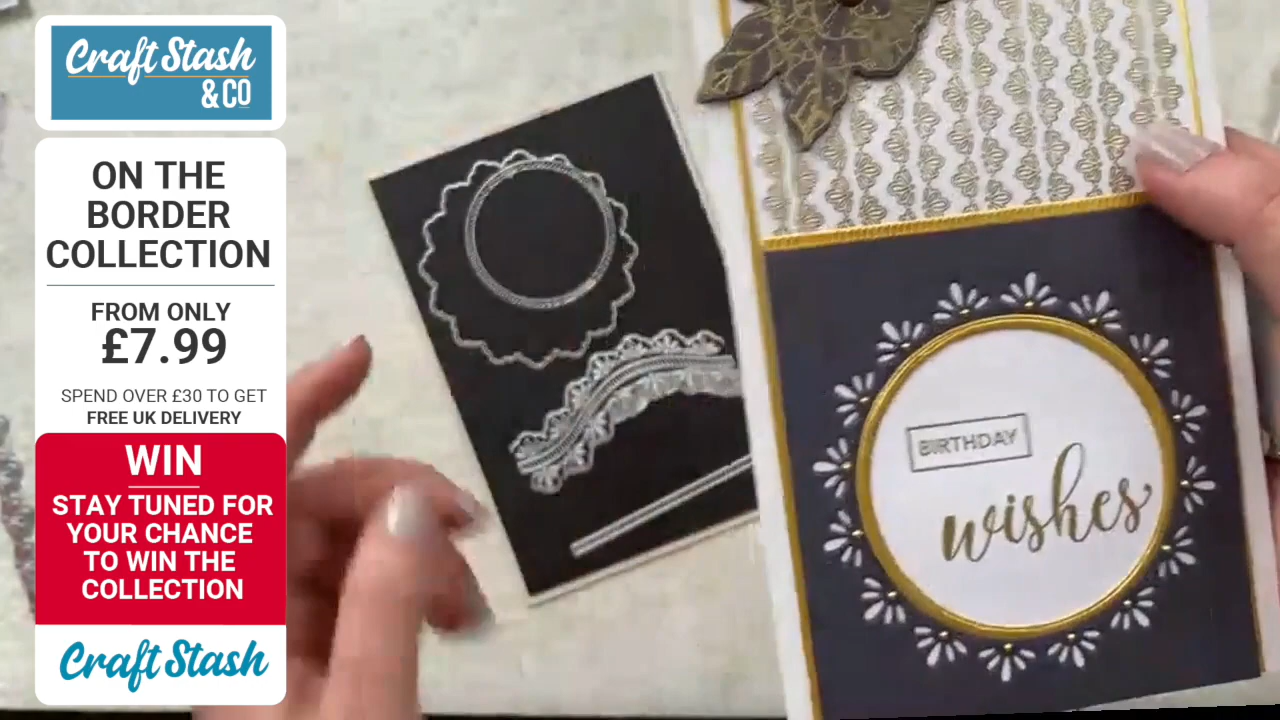 Craft Stash
& CO
ON THE
BORDER
COLLECTION
FROM ONLY
£7.99
SPEND OVER £30 TO GET
FREE UK DELIVERY
WIN
STAY TUNED FOR
YOUR CHANCE
TO WIN THE
COLLECTION
Craft Stash
BIRTHDAY
wishes